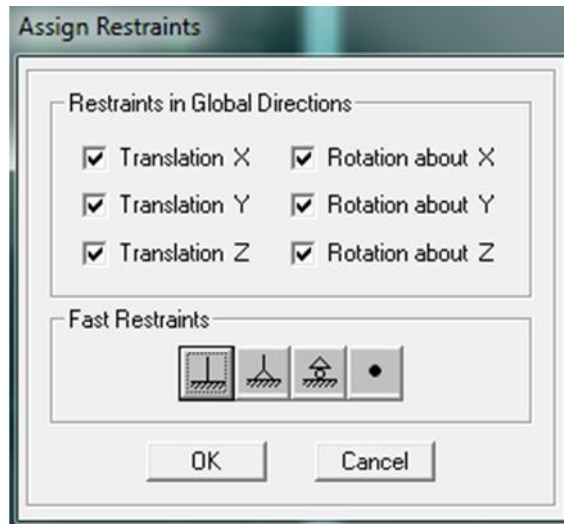 Assign Restraints
Restraints in Global Directions
Translation X
Rotation about X
Translation Y
Rotation about Y
Translation Z
Rotation about Z
Fast Restraints
OK
Cancel